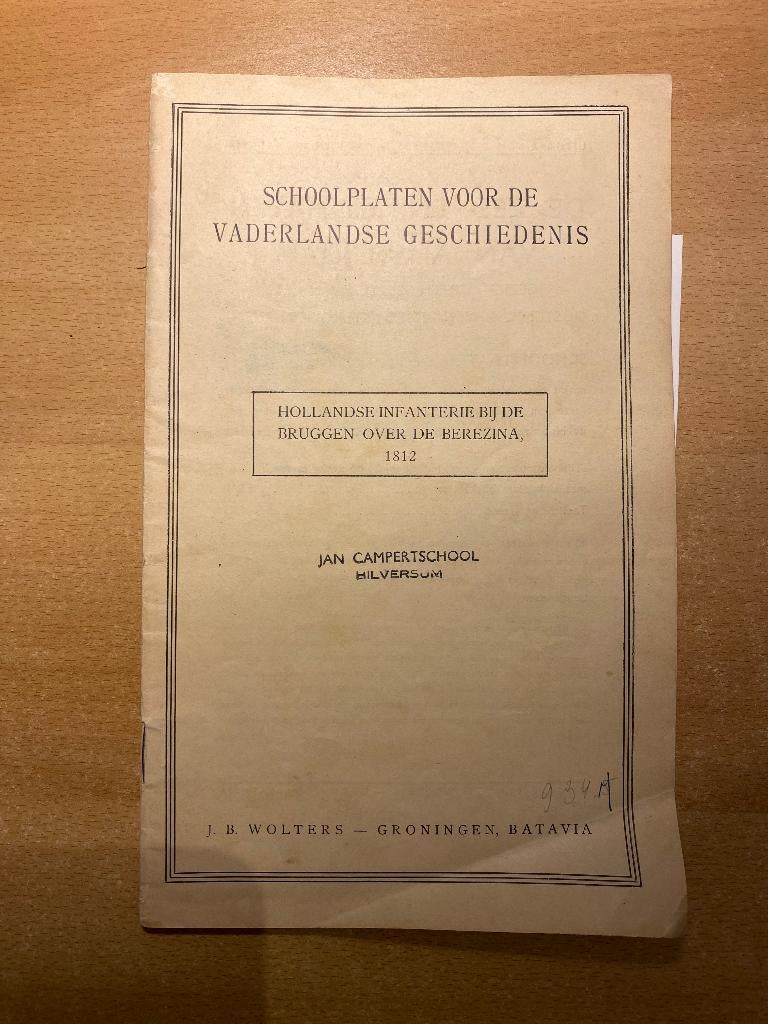 SCHOOLPLATEN VOOR DE
VADERLANDSE GESCHIEDENIS
HOLLANDSE INFANTERIE BIJ DE
BRUGGEN OVER DE BEREZINA,
1812
JAN CAMPERTSCHOOL
HILVERSUM
J. B. WOLTERS — GRONINGEN, BATAVIA